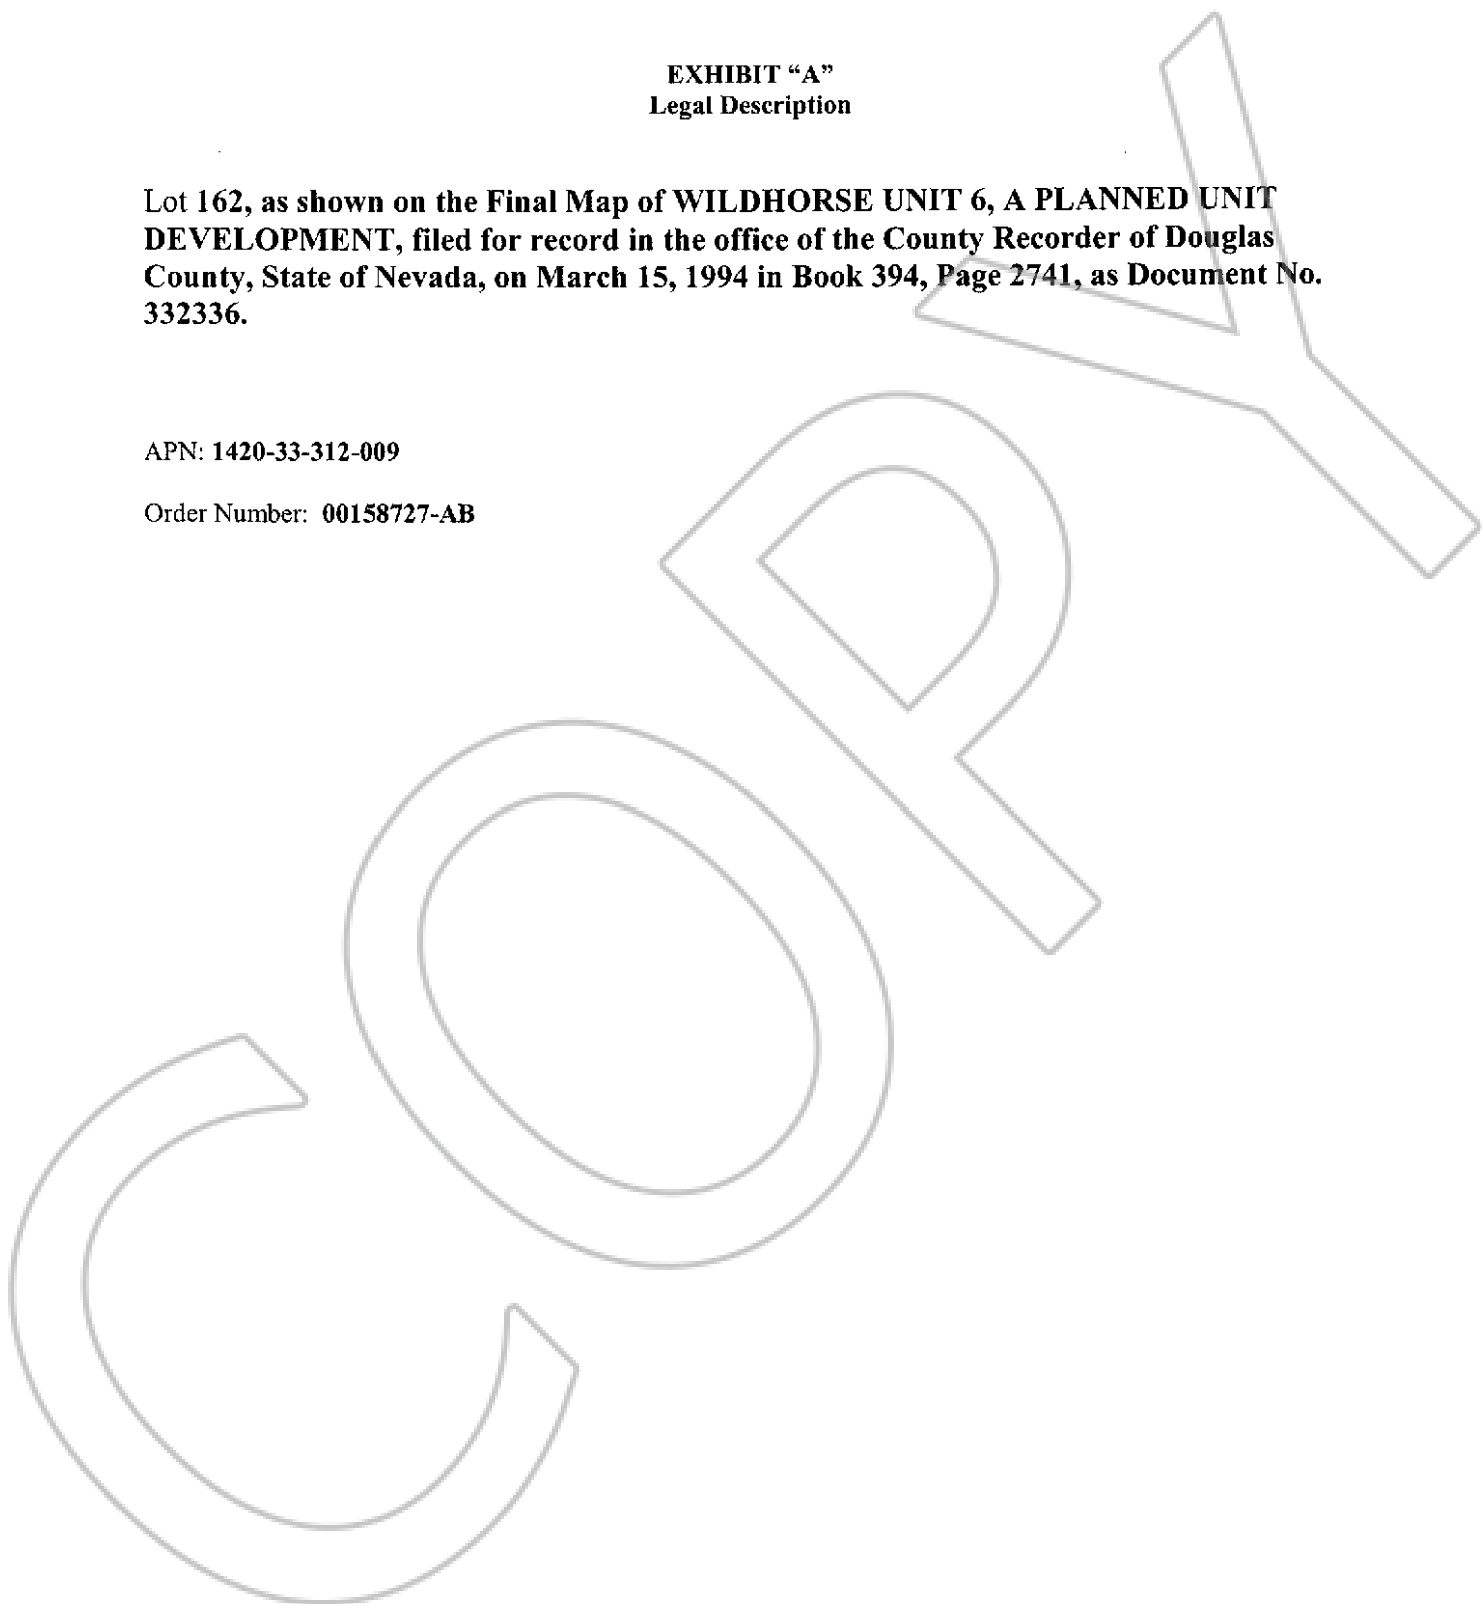 EXHIBIT “A”
Legal Description
Lot 162, as shown on the Final Map of WILDHORSE UNIT 6, A PLANNED UNIT
DEVELOPMENT, filed for record in the office of the County Recorder of Douglas
County, State of Nevada, on March 15, 1994 in Book 394, Page 2741, as Document No.
332336.
APN: 1420-33-312-009
Order Number: 00158727-AB
COPY